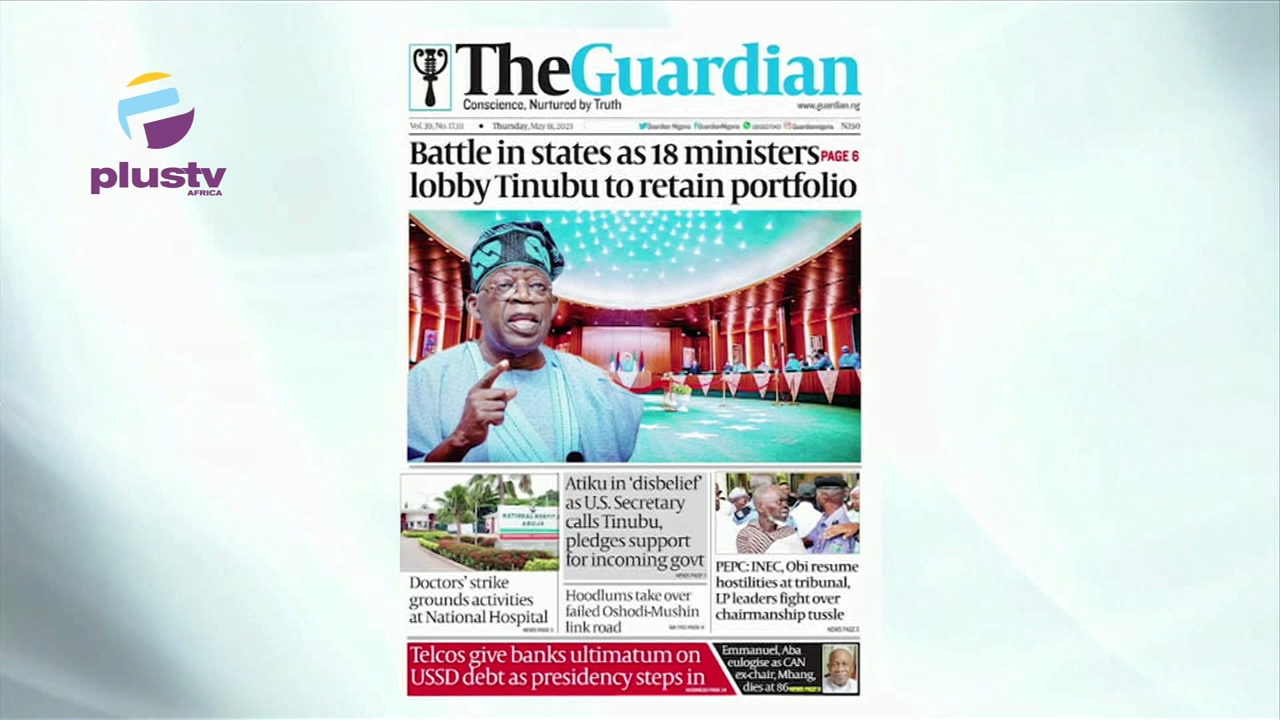 plustv
AFRICA
TheGuardian
Conscience, Nurtured by Truth
www.guardian.ng
Thursday, May 18, 2023
N250
Battle in states as 18 ministers PAGE 6
lobby Tinubu to retain portfolio
NATIONAL HOSPITAL
ABUJA
Doctors' strike
grounds activities
at National Hospital
Atiku in 'disbelief'
as U.S. Secretary
calls Tinubu,
pledges support
for incoming govt
Hoodlums take over
failed Oshodi-Mushin
link road
PEPC: INEC, Obi resume
hostilities at tribunal,
LP leaders fight over
chairmanship tussle
Telcos give banks ultimatum on
USSD debt as presidency steps in
Emmanuel, Aba
eulogise as CAN
ex-chair, Mbang,
dies at 86